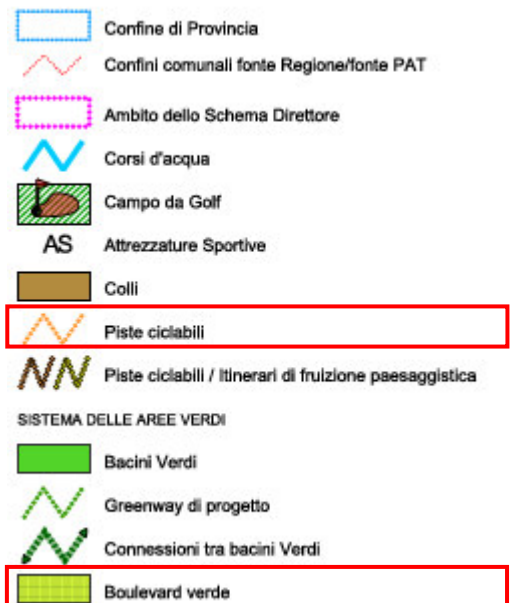 Confine di Provincia
Confini comunali fonte Regione/fonte PAT
Ambito dello Schema Direttore
Corsi d'acqua
Campo da Golf
AS Attrezzature Sportive
Colli
Piste ciclabili
Piste ciclabili / Itinerari di fruizione paesaggistica
SISTEMA DELLE AREE VERDI
Bacini Verdi
Greenway di progetto
Connessioni tra bacini Verdi
Boulevard verde